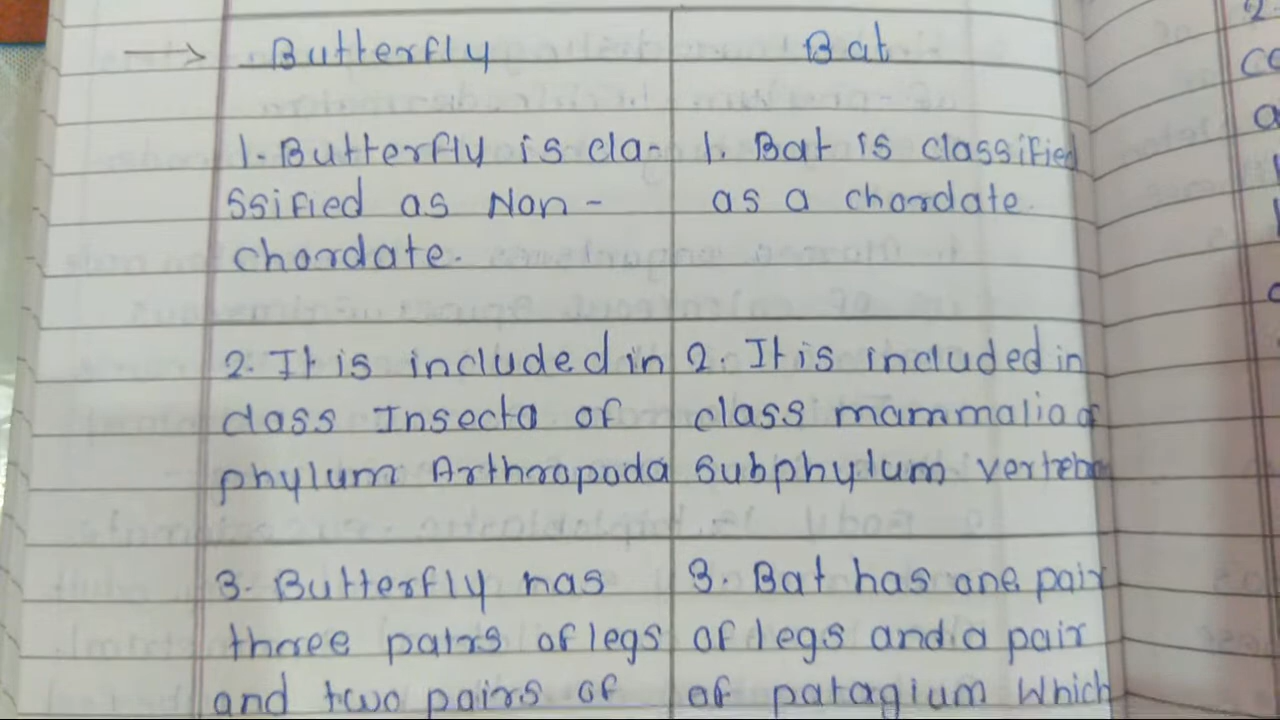 → Butterfly
Bat
1. Butterfly is cla-
ssified as Non-
chordate.
1. Bat is classified
as a chordate.
2. It is included in
class Insecta of
phylum Arthropoda
2. It is included in
class mammalia of
subphylum
3. Butterfly has
three pairs of legs
and two pairs of
3. Bat has one pair
of legs and a pair
of patagium which